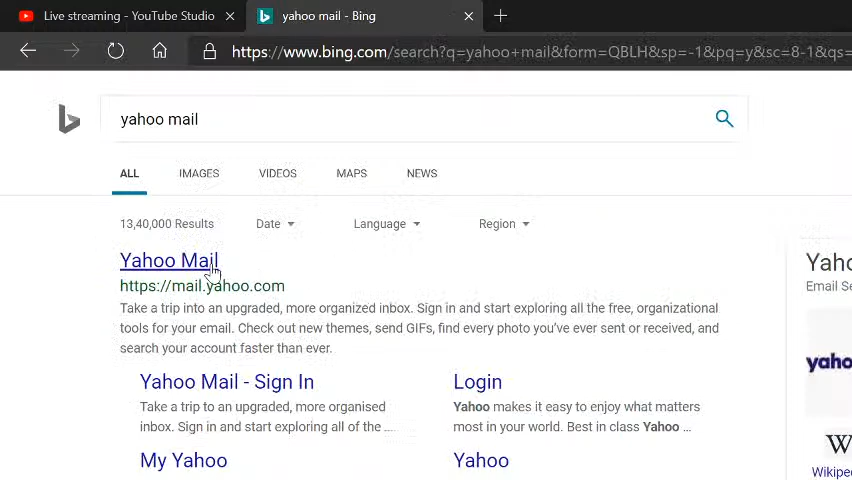 Live streaming - YouTube Studio
yahoo mail - Bing
https://www.bing.com/search?q=yahoo+mail&form=QBLH&sp=-1&pq=y&sc=8-1&qs=
yahoo mail
ALL IMAGES VIDEOS MAPS NEWS
13,40,000 Results Date Language Region
Yahoo Mail
https://mail.yahoo.com
Take a trip into an upgraded, more organized inbox. Sign in and start exploring all the free, organizational
tools for your email. Check out new themes, send GIFs, find every photo you've ever sent or received, and
search your account faster than ever.
Yahoo Mail - Sign In
Take a trip to an upgraded, more organised
inbox. Sign in and start exploring all of the ...
Login
Yahoo makes it easy to enjoy what matters
most in your world. Best in class Yahoo ...
My Yahoo
Yahoo
Yaho
Email Se
yaho
W
Wikiped